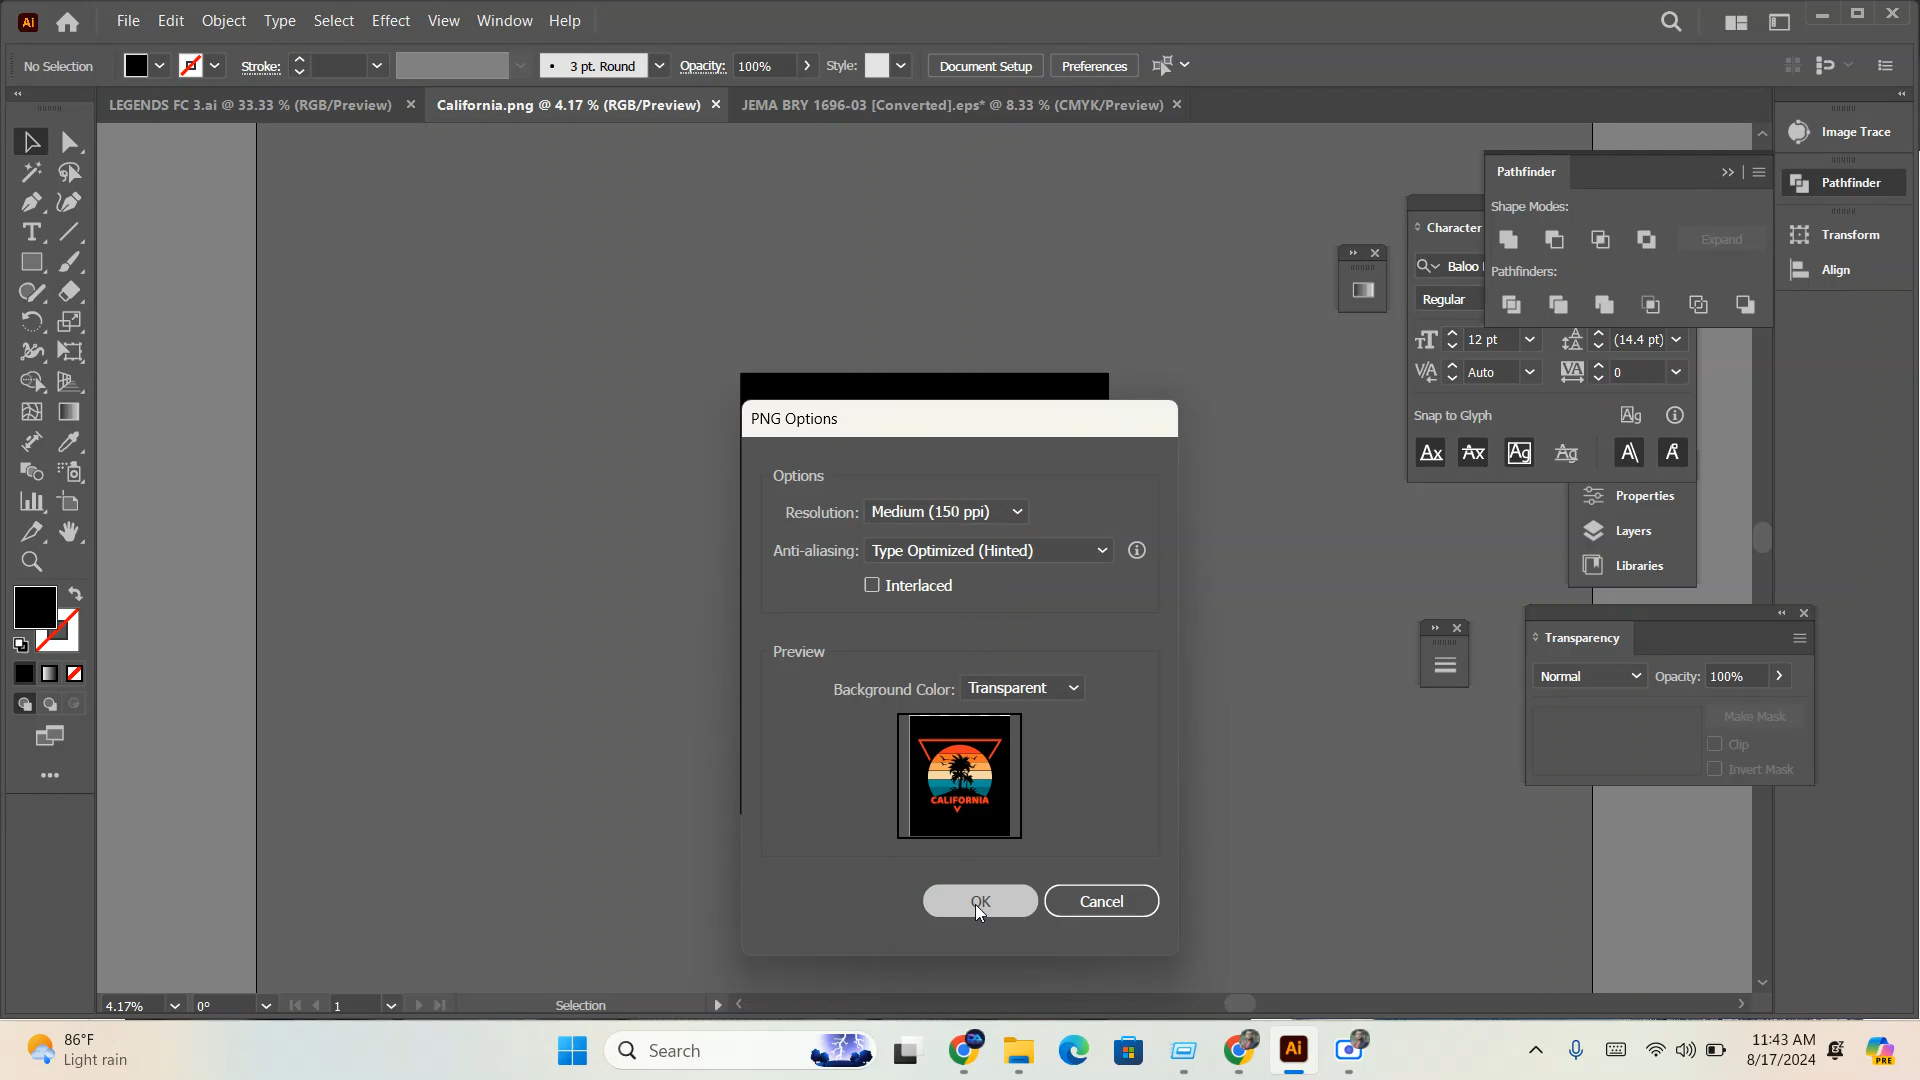 Ai File Edit Object Type Select Effect View Window Help
No Selection Stroke: 3 pt. Round Opacity: 100% Style: Document Setup Preferences
LEGENDS FC 3.ai @ 33.33 % (RGB/Preview) California.png @ 4.17 % (RGB/Preview) JEMA BRY 1696-03 [Converted].eps* @ 8.33 % (CMYK/Preview)
Image Trace
Pathfinder
Transform
Align
Pathfinder
Shape Modes:
Expand
Pathfinders:
Character
Baloo
Regular
12 pt (14.4 pt)
Auto 0
Snap to Glyph
Properties
Layers
Libraries
Transparency
Normal Opacity: 100%
Make Mask
Clip
Invert Mask
PNG Options
Options
Resolution: Medium (150 ppi)
Anti-aliasing: Type Optimized (Hinted)
Interlaced
Preview
Background Color: Transparent
CALIFORNIA
OK Cancel
4.17% 0° 1 Selection
86°F
Light rain
Search
Ai
11:43 AM
8/17/2024
PRE